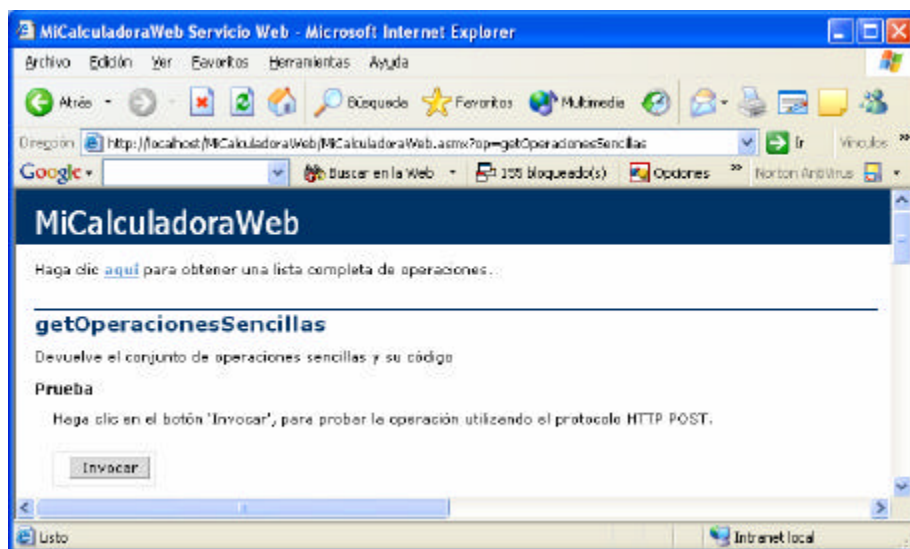 MiCalculadoraWeb Servicio Web - Microsoft Internet Explorer
Archivo Edición Ver Favoritos Herramientas Ayuda
Atrás Búsqueda Favoritos Multimedia
Dirección http://localhost/MiCalculadoraWeb/MiCalculadoraWeb.asmx?op=getOperacionesSencillas Ir Vínculos »
Google Buscar en la Web 155 bloqueado(s) Opciones » Norton AntiVirus
MiCalculadoraWeb
Haga clic aquí para obtener una lista completa de operaciones.
getOperacionesSencillas
Devuelve el conjunto de operaciones sencillas y su código
Prueba
Haga clic en el botón 'Invocar', para probar la operación utilizando el protocolo HTTP POST.
Invocar
Listo Intranet local